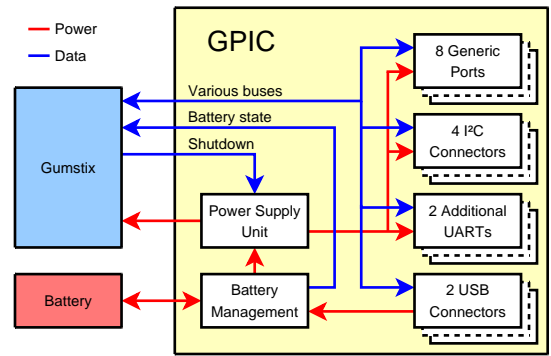 Power
Data
GPIC
8 Generic
Ports
Various buses
Battery state
4 I²C
Connectors
Shutdown
Gumstix
Power Supply
Unit
2 Additional
UARTs
Battery
Battery
Management
2 USB
Connectors